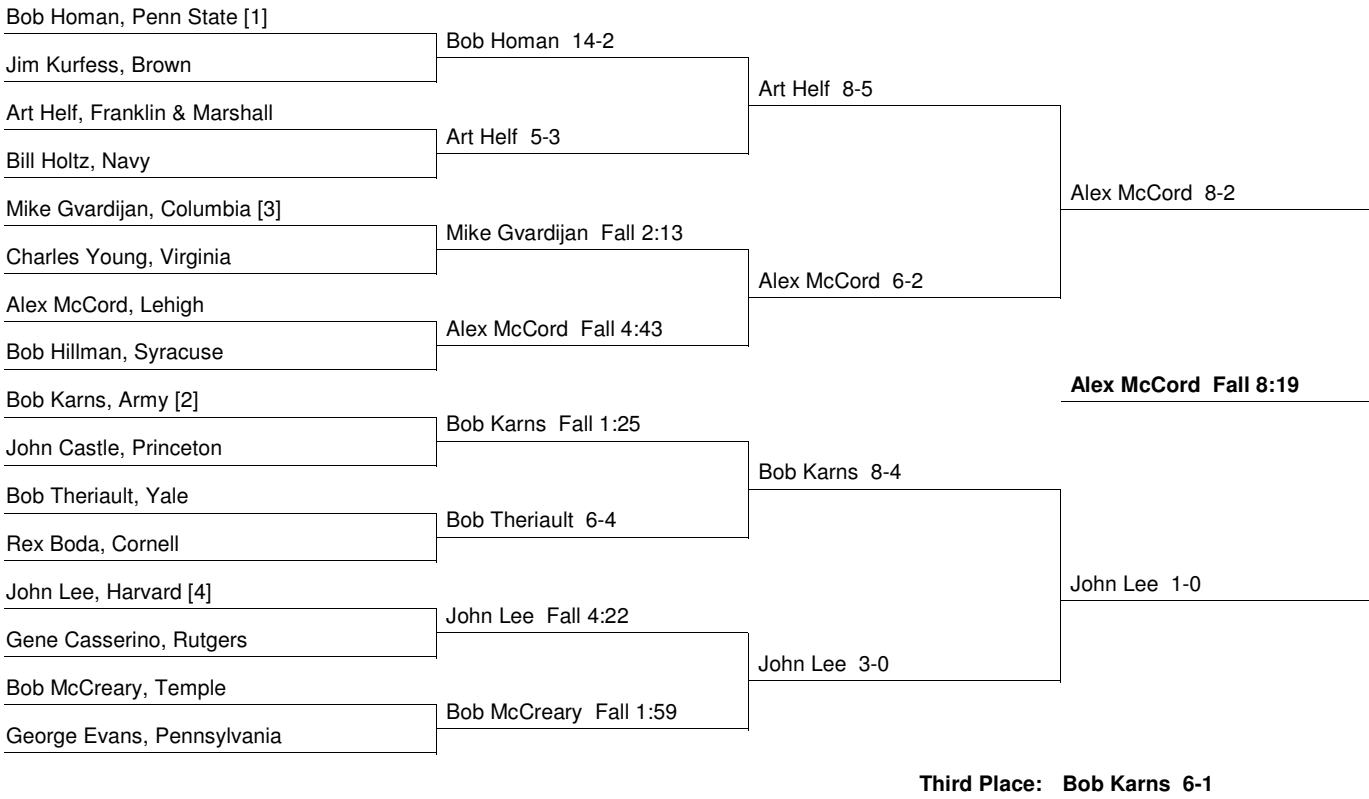 Bob Homan, Penn State [1]
Bob Homan 14-2
Jim Kurfess, Brown
Art Helf 8-5
Art Helf, Franklin & Marshall
Art Helf 5-3
Bill Holtz, Navy
Alex McCord 8-2
Mike Gvardijan, Columbia [3]
Mike Gvardijan Fall 2:13
Charles Young, Virginia
Alex McCord 6-2
Alex McCord, Lehigh
Alex McCord Fall 4:43
Bob Hillman, Syracuse
Alex McCord Fall 8:19
Bob Karns, Army [2]
Bob Karns Fall 1:25
John Castle, Princeton
Bob Karns 8-4
Bob Theriault, Yale
Bob Theriault 6-4
Rex Boda, Cornell
John Lee 1-0
John Lee, Harvard [4]
John Lee Fall 4:22
Gene Casserino, Rutgers
John Lee 3-0
Bob McCreary, Temple
Bob McCreary Fall 1:59
George Evans, Pennsylvania
Third Place: Bob Karns 6-1